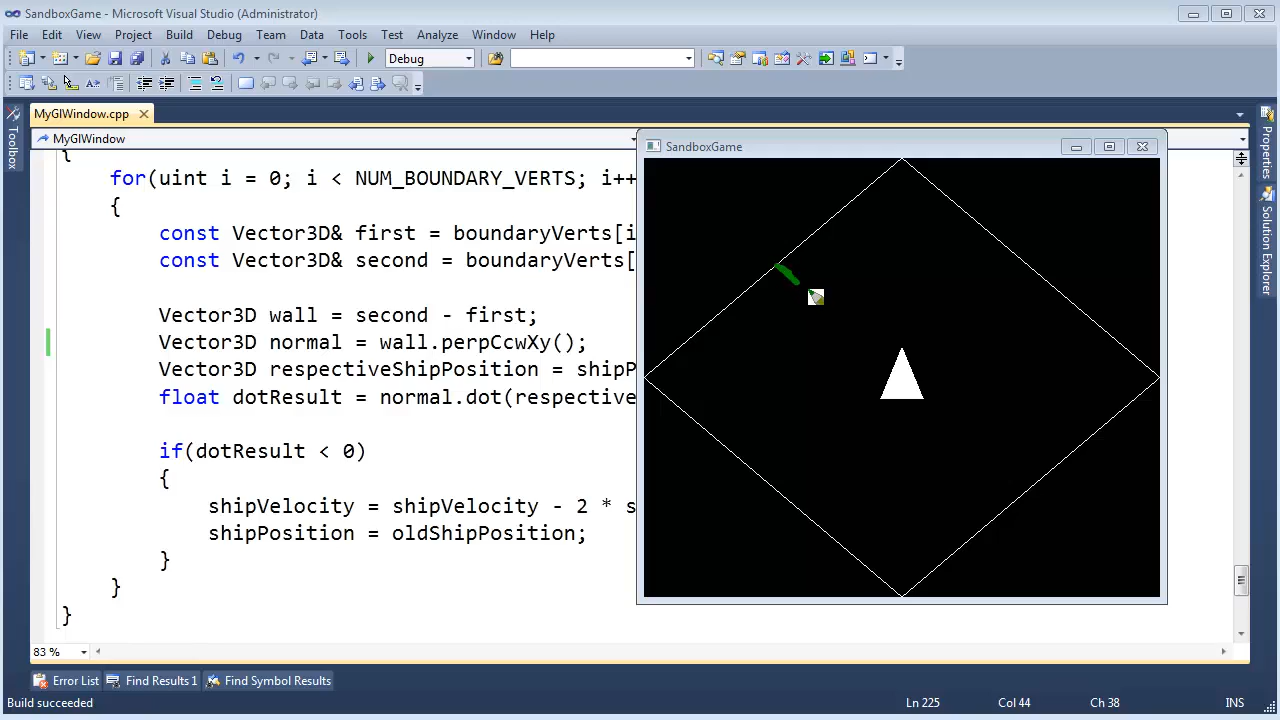 SandboxGame - Microsoft Visual Studio (Administrator)
File Edit View Project Build Debug Team Data Tools Test Analyze Window Help
Debug
MyGlWindow.cpp
MyGlWindow
SandboxGame
{
for(uint i = 0; i < NUM_BOUNDARY_VERTS; i++
{
const Vector3D& first = boundaryVerts[i
const Vector3D& second = boundaryVerts[
Vector3D wall = second - first;
Vector3D normal = wall.perpCcwXy();
Vector3D respectiveShipPosition = shipP
float dotResult = normal.dot(respective
if(dotResult < 0)
{
shipVelocity = shipVelocity - 2 * s
shipPosition = oldShipPosition;
}
}
}
Toolbox
Properties
Solution Explorer
83 %
Error List Find Results 1 Find Symbol Results
Build succeeded Ln 225 Col 44 Ch 38 INS